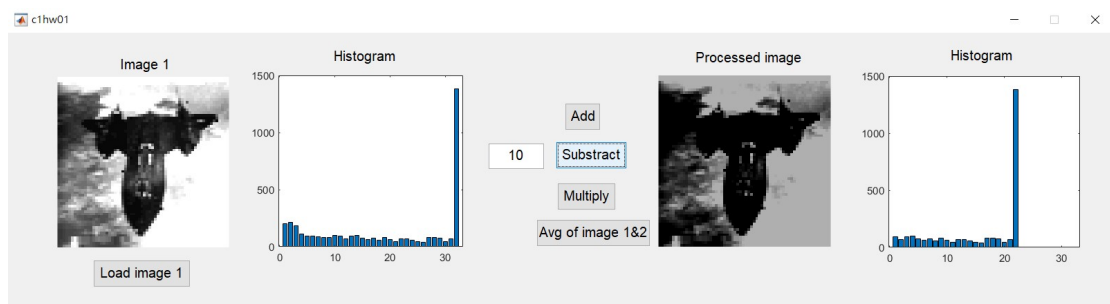 c1hw01
Image 1
Histogram
Processed image
Histogram
1500
1000
500
0
0
10
20
30
Load image 1
10
Add
Substract
Multiply
Avg of image 1&2
1500
1000
500
0
0
10
20
30